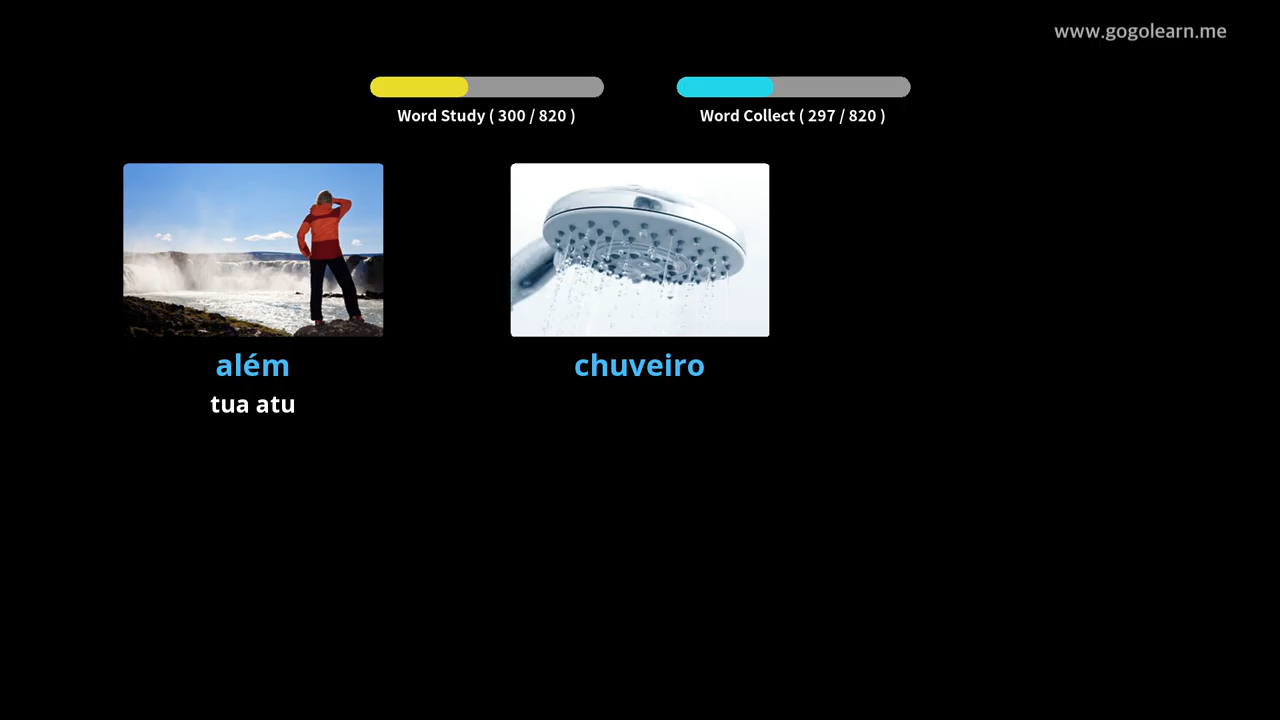 www.gogolearn.me
Word Study ( 300 / 820 )
Word Collect ( 297 / 820 )
além
tua atu
chuveiro